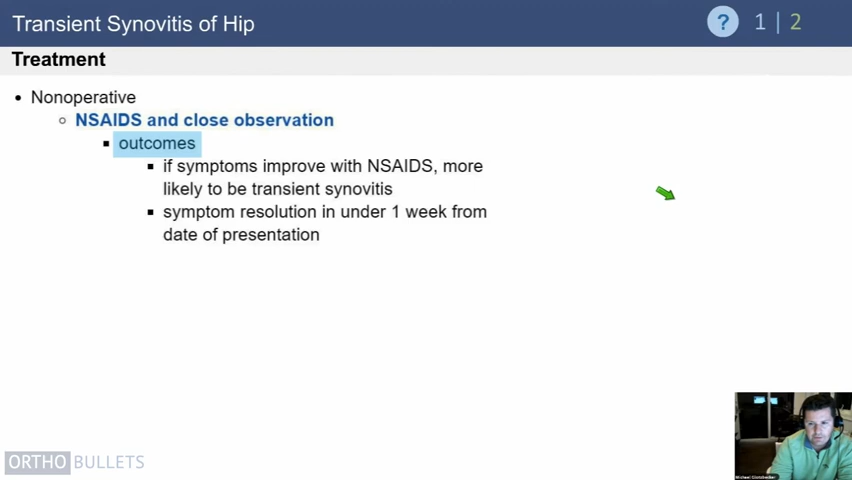 Transient Synovitis of Hip
? 1 | 2
Treatment
Nonoperative
NSAIDS and close observation
outcomes
if symptoms improve with NSAIDS, more
likely to be transient synovitis
symptom resolution in under 1 week from
date of presentation
ORTHOBULLETS